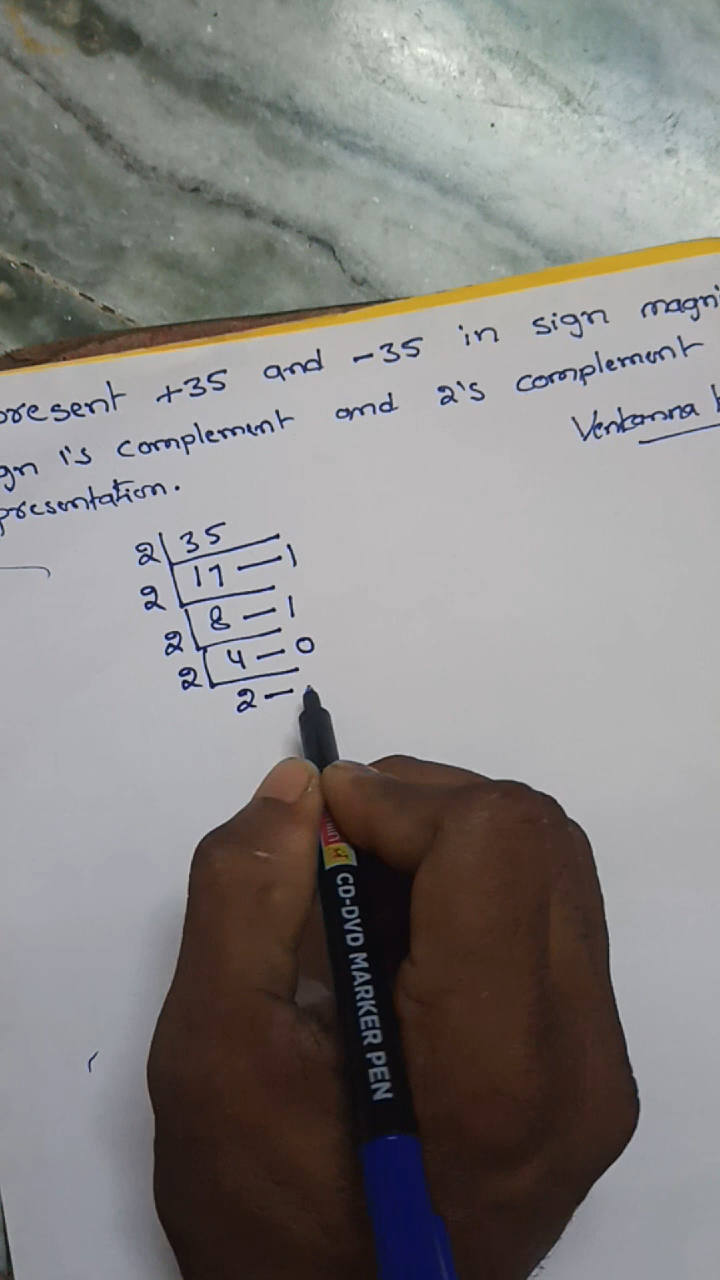 present +35 and -35 in sign magni
gn 1's complement and 2's complement
presentation.
Venkanna
2 35
2 17 — 1
2 8 — 1
2 4 — 0
2 —
CD-DVD MARKER PEN